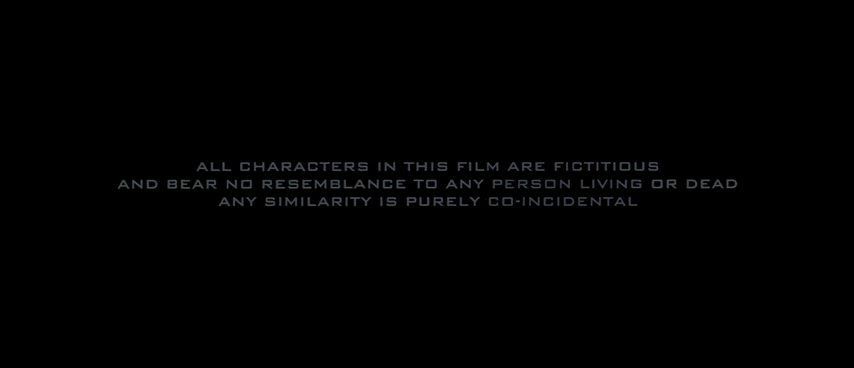 ALL CHARACTERS IN THIS FILM ARE FICTITIOUS
AND BEAR NO RESEMBLANCE TO ANY PERSON LIVING OR DEAD
ANY SIMILARITY IS PURELY CO-INCIDENTAL